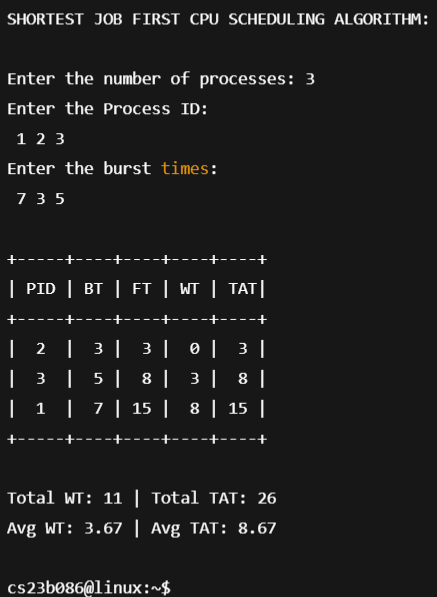 SHORTEST JOB FIRST CPU SCHEDULING ALGORITHM:
Enter the number of processes: 3
Enter the Process ID:
1 2 3
Enter the burst times:
7 3 5
+-----+----+----+----+----+
| PID | BT | FT | WT | TAT|
+-----+----+----+----+----+
|  2  |  3 |  3 |  0 |  3 |
|  3  |  5 |  8 |  3 |  8 |
|  1  |  7 | 15 |  8 | 15 |
+-----+----+----+----+----+
Total WT: 11 | Total TAT: 26
Avg WT: 3.67 | Avg TAT: 8.67
cs23b086@linux:~$